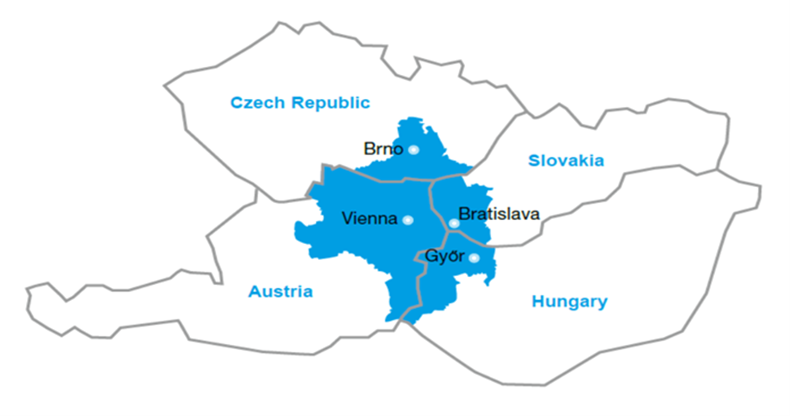 Czech Republic
Brno
Slovakia
Vienna
Bratislava
Győr
Austria
Hungary